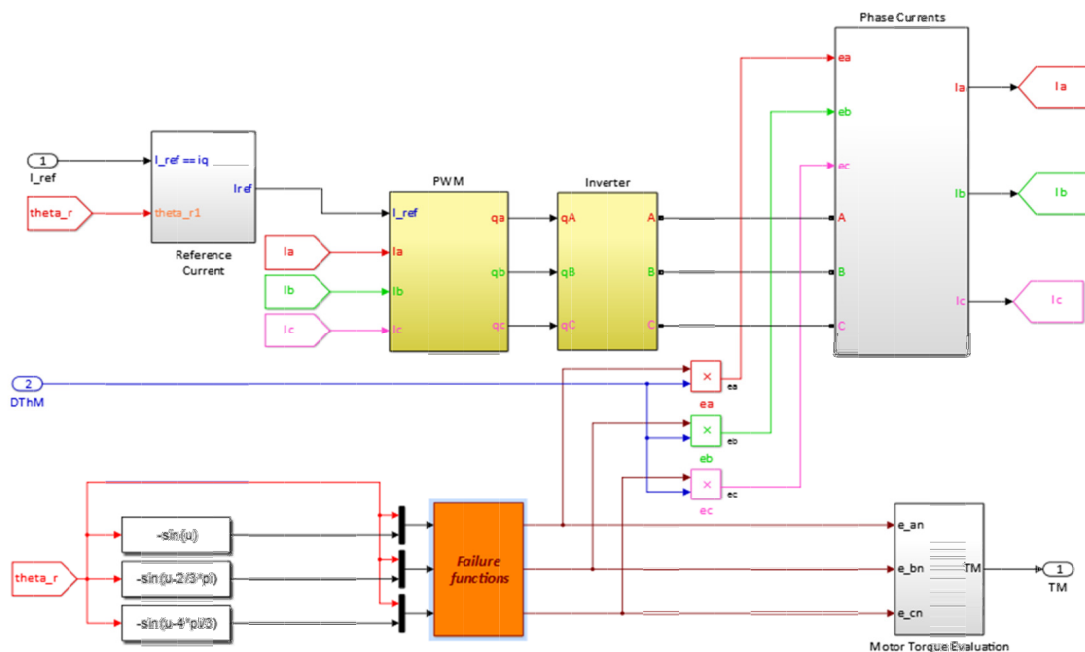 Phase Currents
ea
Ia
Ia
eb
1
I_ref == iq
ec
I_ref
Iref
PWM
Inverter
Ib
Ib
theta_r
theta_r1
I_ref
qa
qA
A
A
Reference
Current
Ia
Ia
Ib
Ib
qb
qB
B
B
Ic
Ic
Ic
Ic
qc
qC
C
C
2
DThM
×
ea
ea
×
eb
eb
×
ec
ec
-sin(u)
e_an
theta_r
-sin(u-2/3*pi)
Failure
functions
e_bn
TM
1
TM
-sin(u-4*pi/3)
e_cn
Motor Torque Evaluation